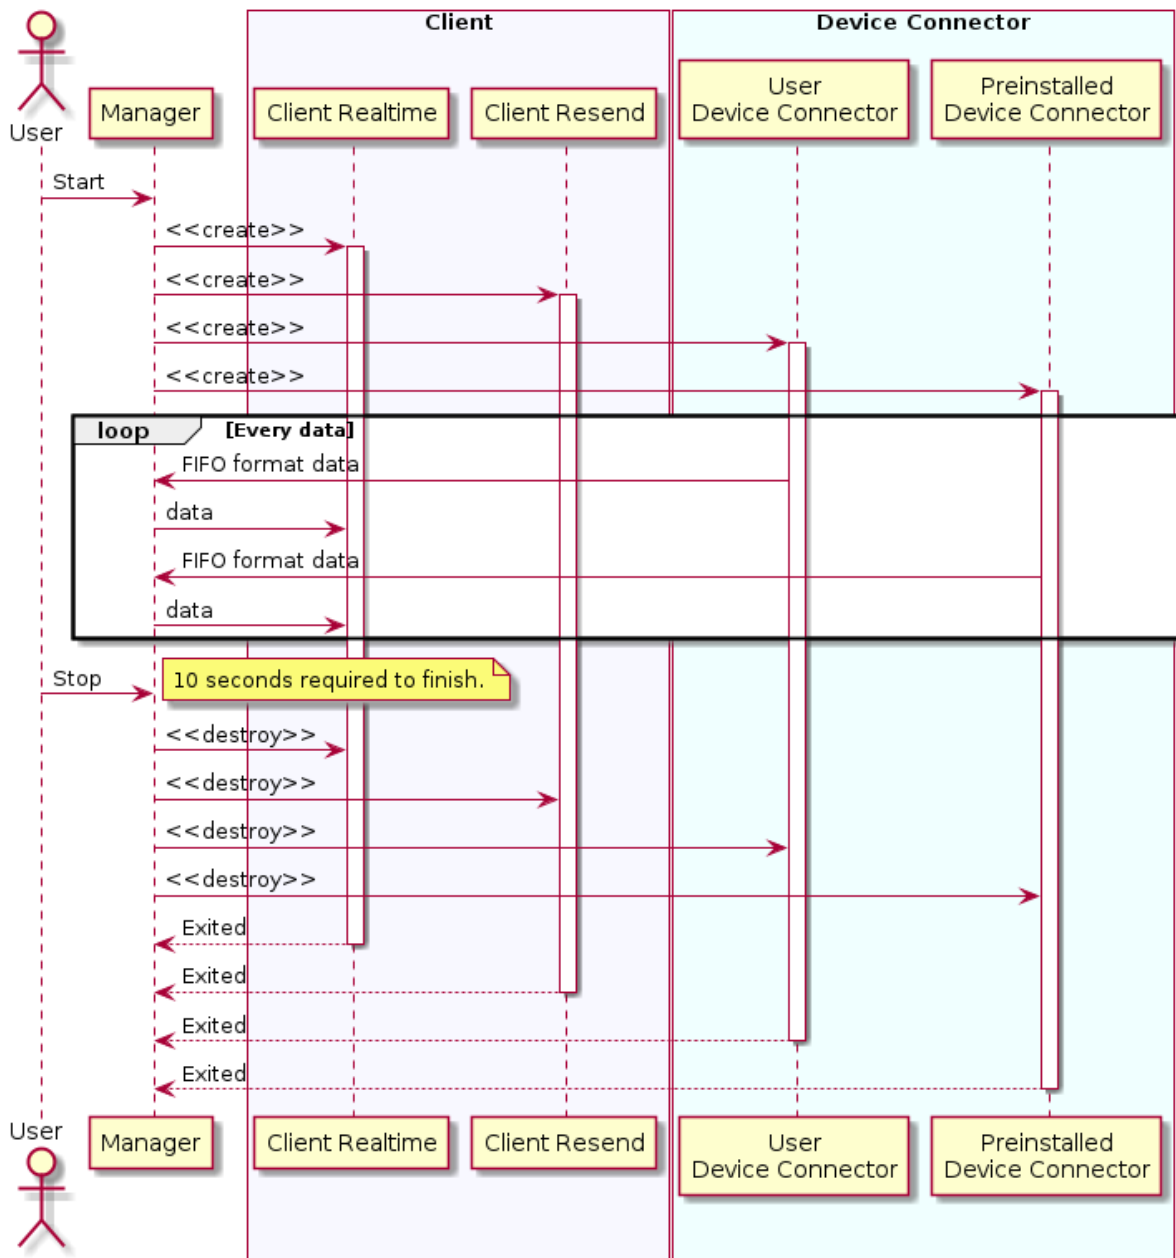 Client
Device Connector
User
Manager
Client Realtime
Client Resend
User
Device Connector
Preinstalled
Device Connector
Start
<<create>>
<<create>>
<<create>>
<<create>>
loop
[Every data]
FIFO format data
data
FIFO format data
data
Stop
10 seconds required to finish.
<<destroy>>
<<destroy>>
<<destroy>>
<<destroy>>
Exited
Exited
Exited
Exited
User
Manager
Client Realtime
Client Resend
User
Device Connector
Preinstalled
Device Connector